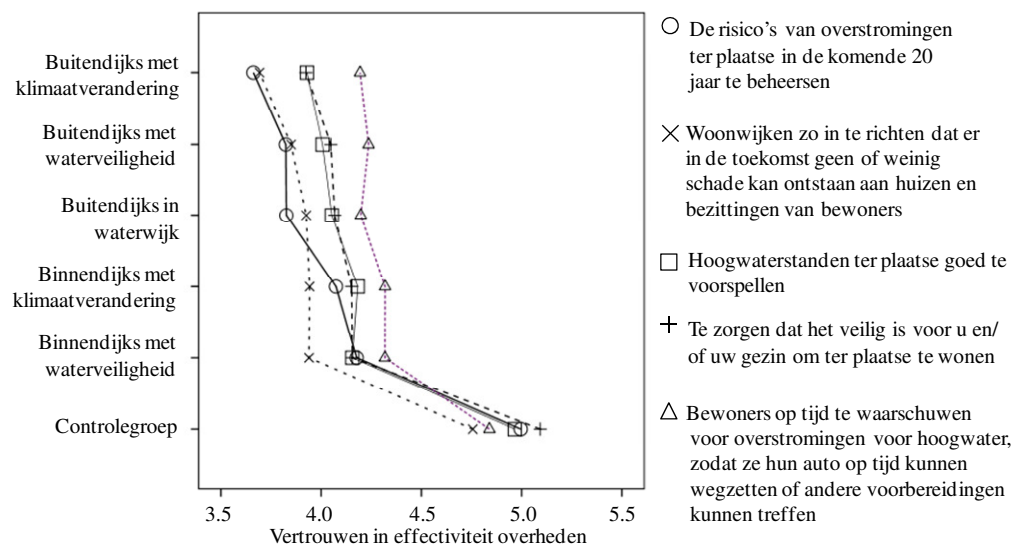 Buitendijks met
klimaatverandering
Buitendijks met
waterveiligheid
Buitendijks in
waterwijk
Binnendijks met
klimaatverandering
Binnendijks met
waterveiligheid
Controlegroep
3.5 4.0 4.5 5.0 5.5
Vertrouwen in effectiviteit overheden
De risico's van overstromingen
ter plaatse in de komende 20
jaar te beheersen
Woonwijken zo in te richten dat er
in de toekomst geen of weinig
schade kan ontstaan aan huizen en
bezittingen van bewoners
Hoogwaterstanden ter plaatse goed te
voorspellen
Te zorgen dat het veilig is voor u en/
of uw gezin om ter plaatse te wonen
Bewoners op tijd te waarschuwen
voor overstromingen voor hoogwater,
zodat ze hun auto op tijd kunnen
wegzetten of andere voorbereidingen
kunnen treffen